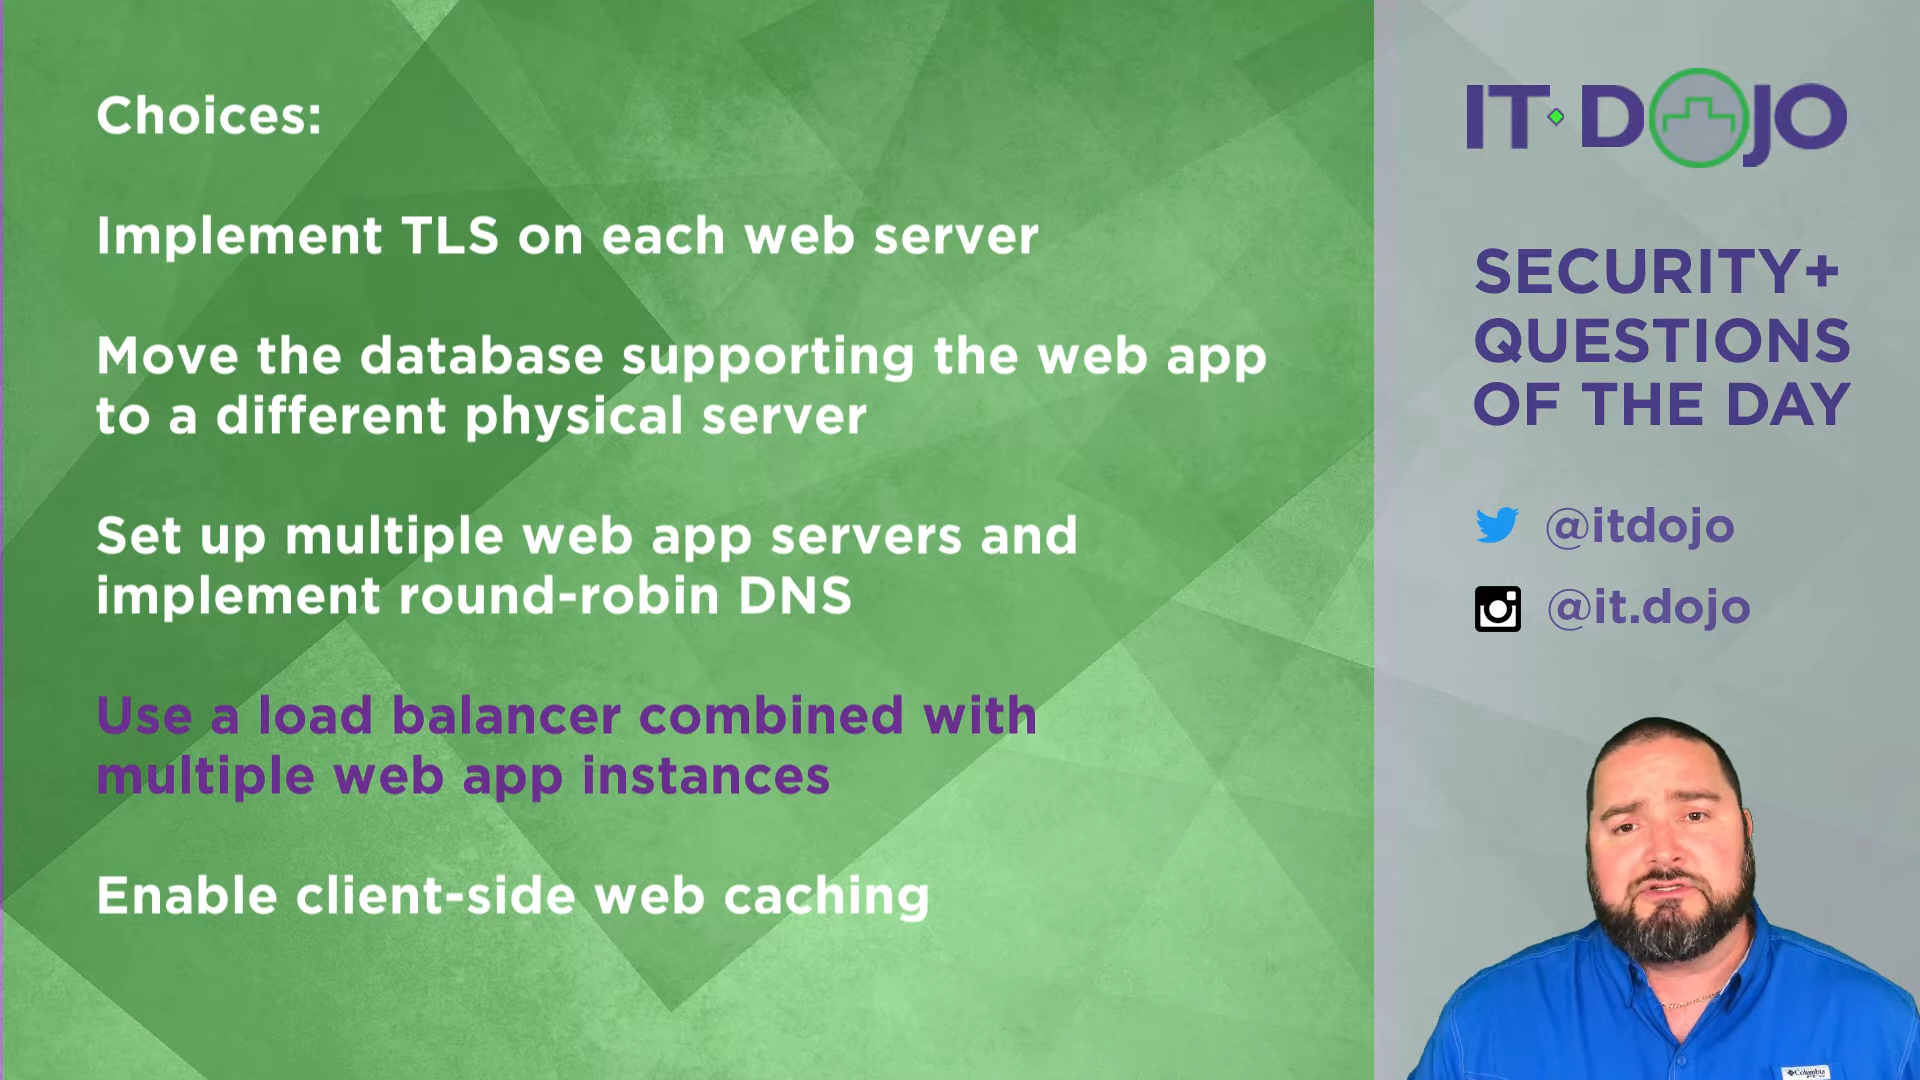 Choices:
Implement TLS on each web server
Move the database supporting the web app
to a different physical server
Set up multiple web app servers and
implement round-robin DNS
Use a load balancer combined with
multiple web app instances
Enable client-side web caching
IT DOJO
SECURITY+
QUESTIONS
OF THE DAY
@itdojo
@it.dojo
Columbia